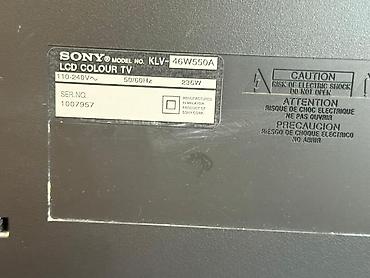 SONY® MODEL NO. KLV-46W550A
LCD COLOUR TV
110-240V~ 50/60Hz 235W
SER.NO.
1007957
CAUTION
RISK OF ELECTRIC SHOCK
DO NOT OPEN
ATTENTION
RISQUE DE CHOC ELECTRIQUE
NE PAS OUVRIR
PRECAUCION
RIESGO DE CHOQUE ELECTRICO
NO ABRIR